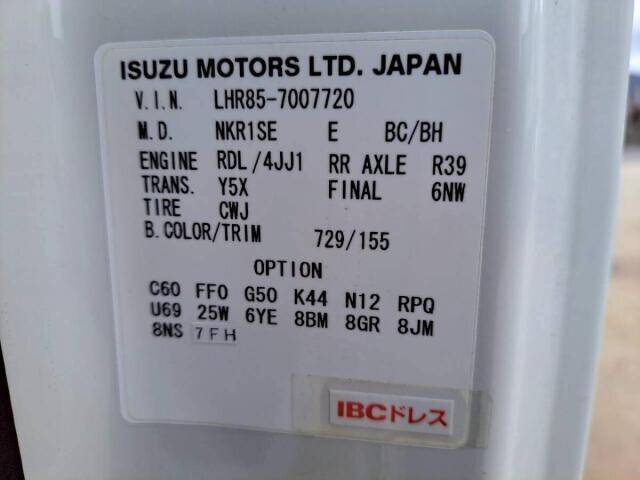 ISUZU MOTORS LTD. JAPAN
V.I.N. LHR85-7007720
M.D. NKR1SE E BC/BH
ENGINE RDL/4JJ1 RR AXLE R39
TRANS. Y5X FINAL 6NW
TIRE CWJ
B.COLOR/TRIM 729/155
OPTION
C60 FF0 G50 K44 N12 RPQ
U69 25W 6YE 8BM 8GR 8JM
8NS 7FH
IBCドレス